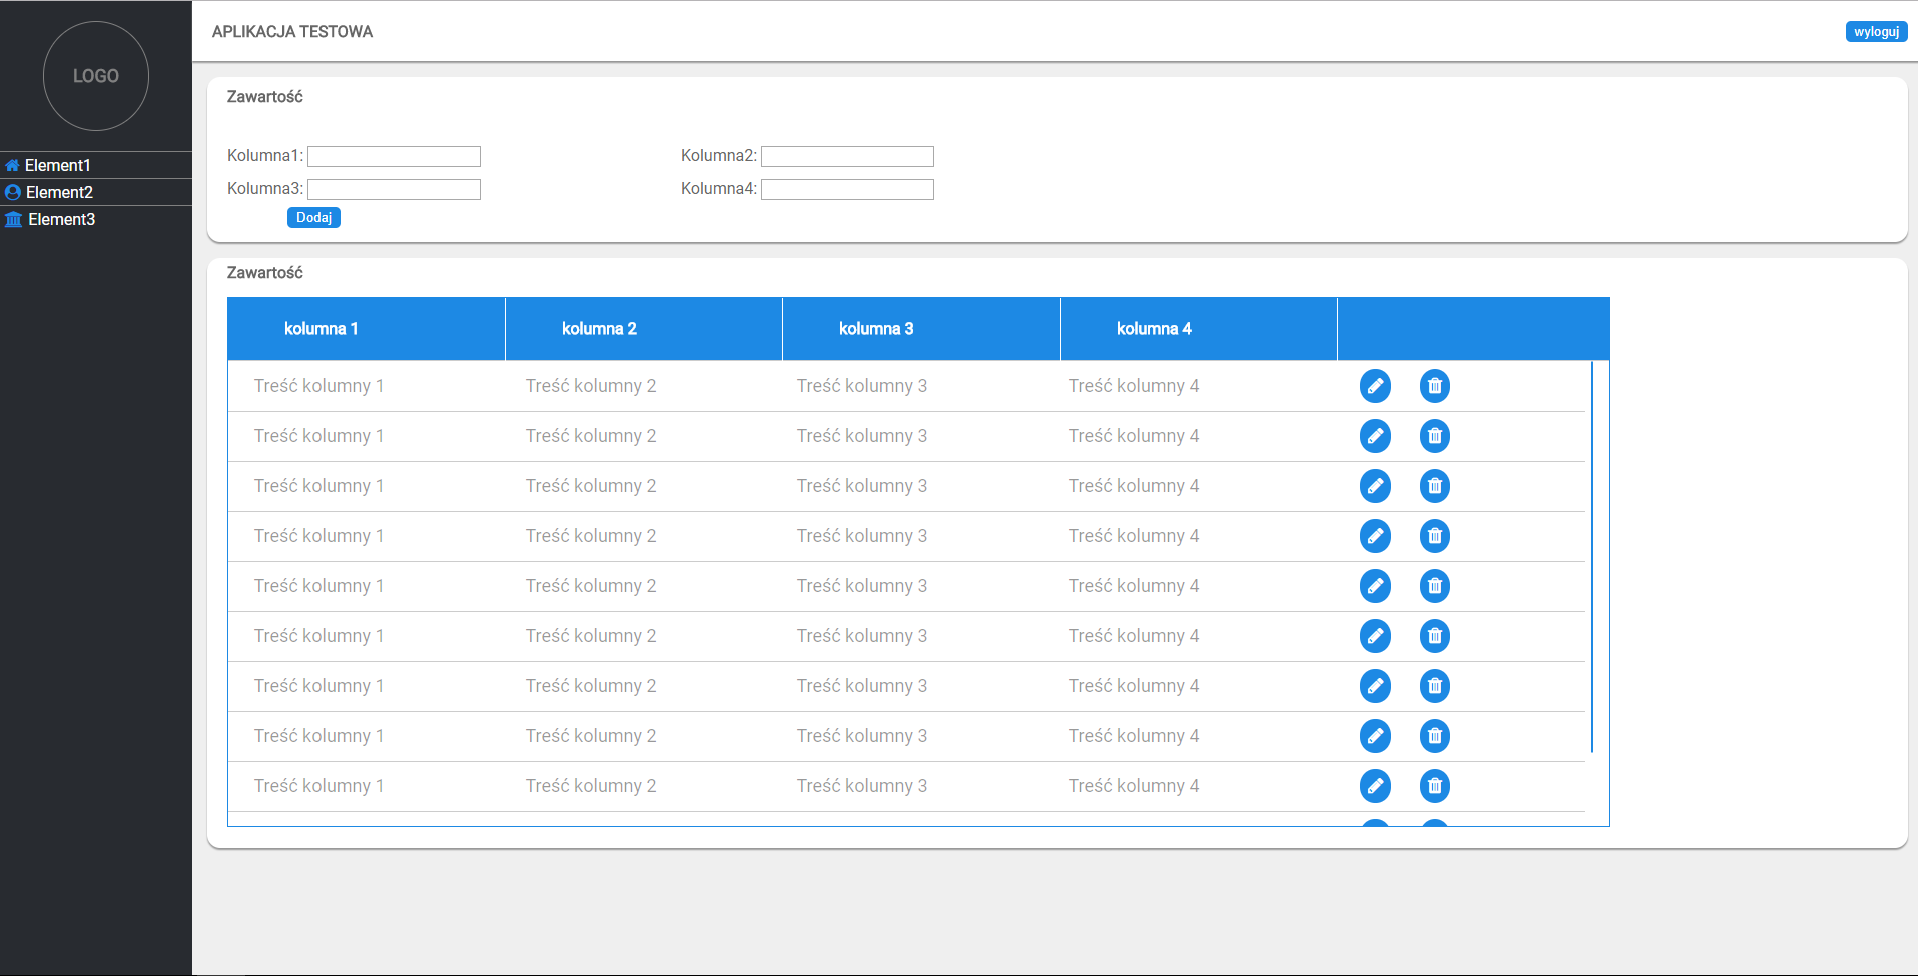 LOGO
Element1
Element2
Element3
APLIKACJA TESTOWA
wyloguj
Zawartość
Kolumna1:
Kolumna2:
Kolumna3:
Kolumna4:
Dodaj
Zawartość
kolumna 1 kolumna 2 kolumna 3 kolumna 4
Treść kolumny 1 Treść kolumny 2 Treść kolumny 3 Treść kolumny 4
Treść kolumny 1 Treść kolumny 2 Treść kolumny 3 Treść kolumny 4
Treść kolumny 1 Treść kolumny 2 Treść kolumny 3 Treść kolumny 4
Treść kolumny 1 Treść kolumny 2 Treść kolumny 3 Treść kolumny 4
Treść kolumny 1 Treść kolumny 2 Treść kolumny 3 Treść kolumny 4
Treść kolumny 1 Treść kolumny 2 Treść kolumny 3 Treść kolumny 4
Treść kolumny 1 Treść kolumny 2 Treść kolumny 3 Treść kolumny 4
Treść kolumny 1 Treść kolumny 2 Treść kolumny 3 Treść kolumny 4
Treść kolumny 1 Treść kolumny 2 Treść kolumny 3 Treść kolumny 4